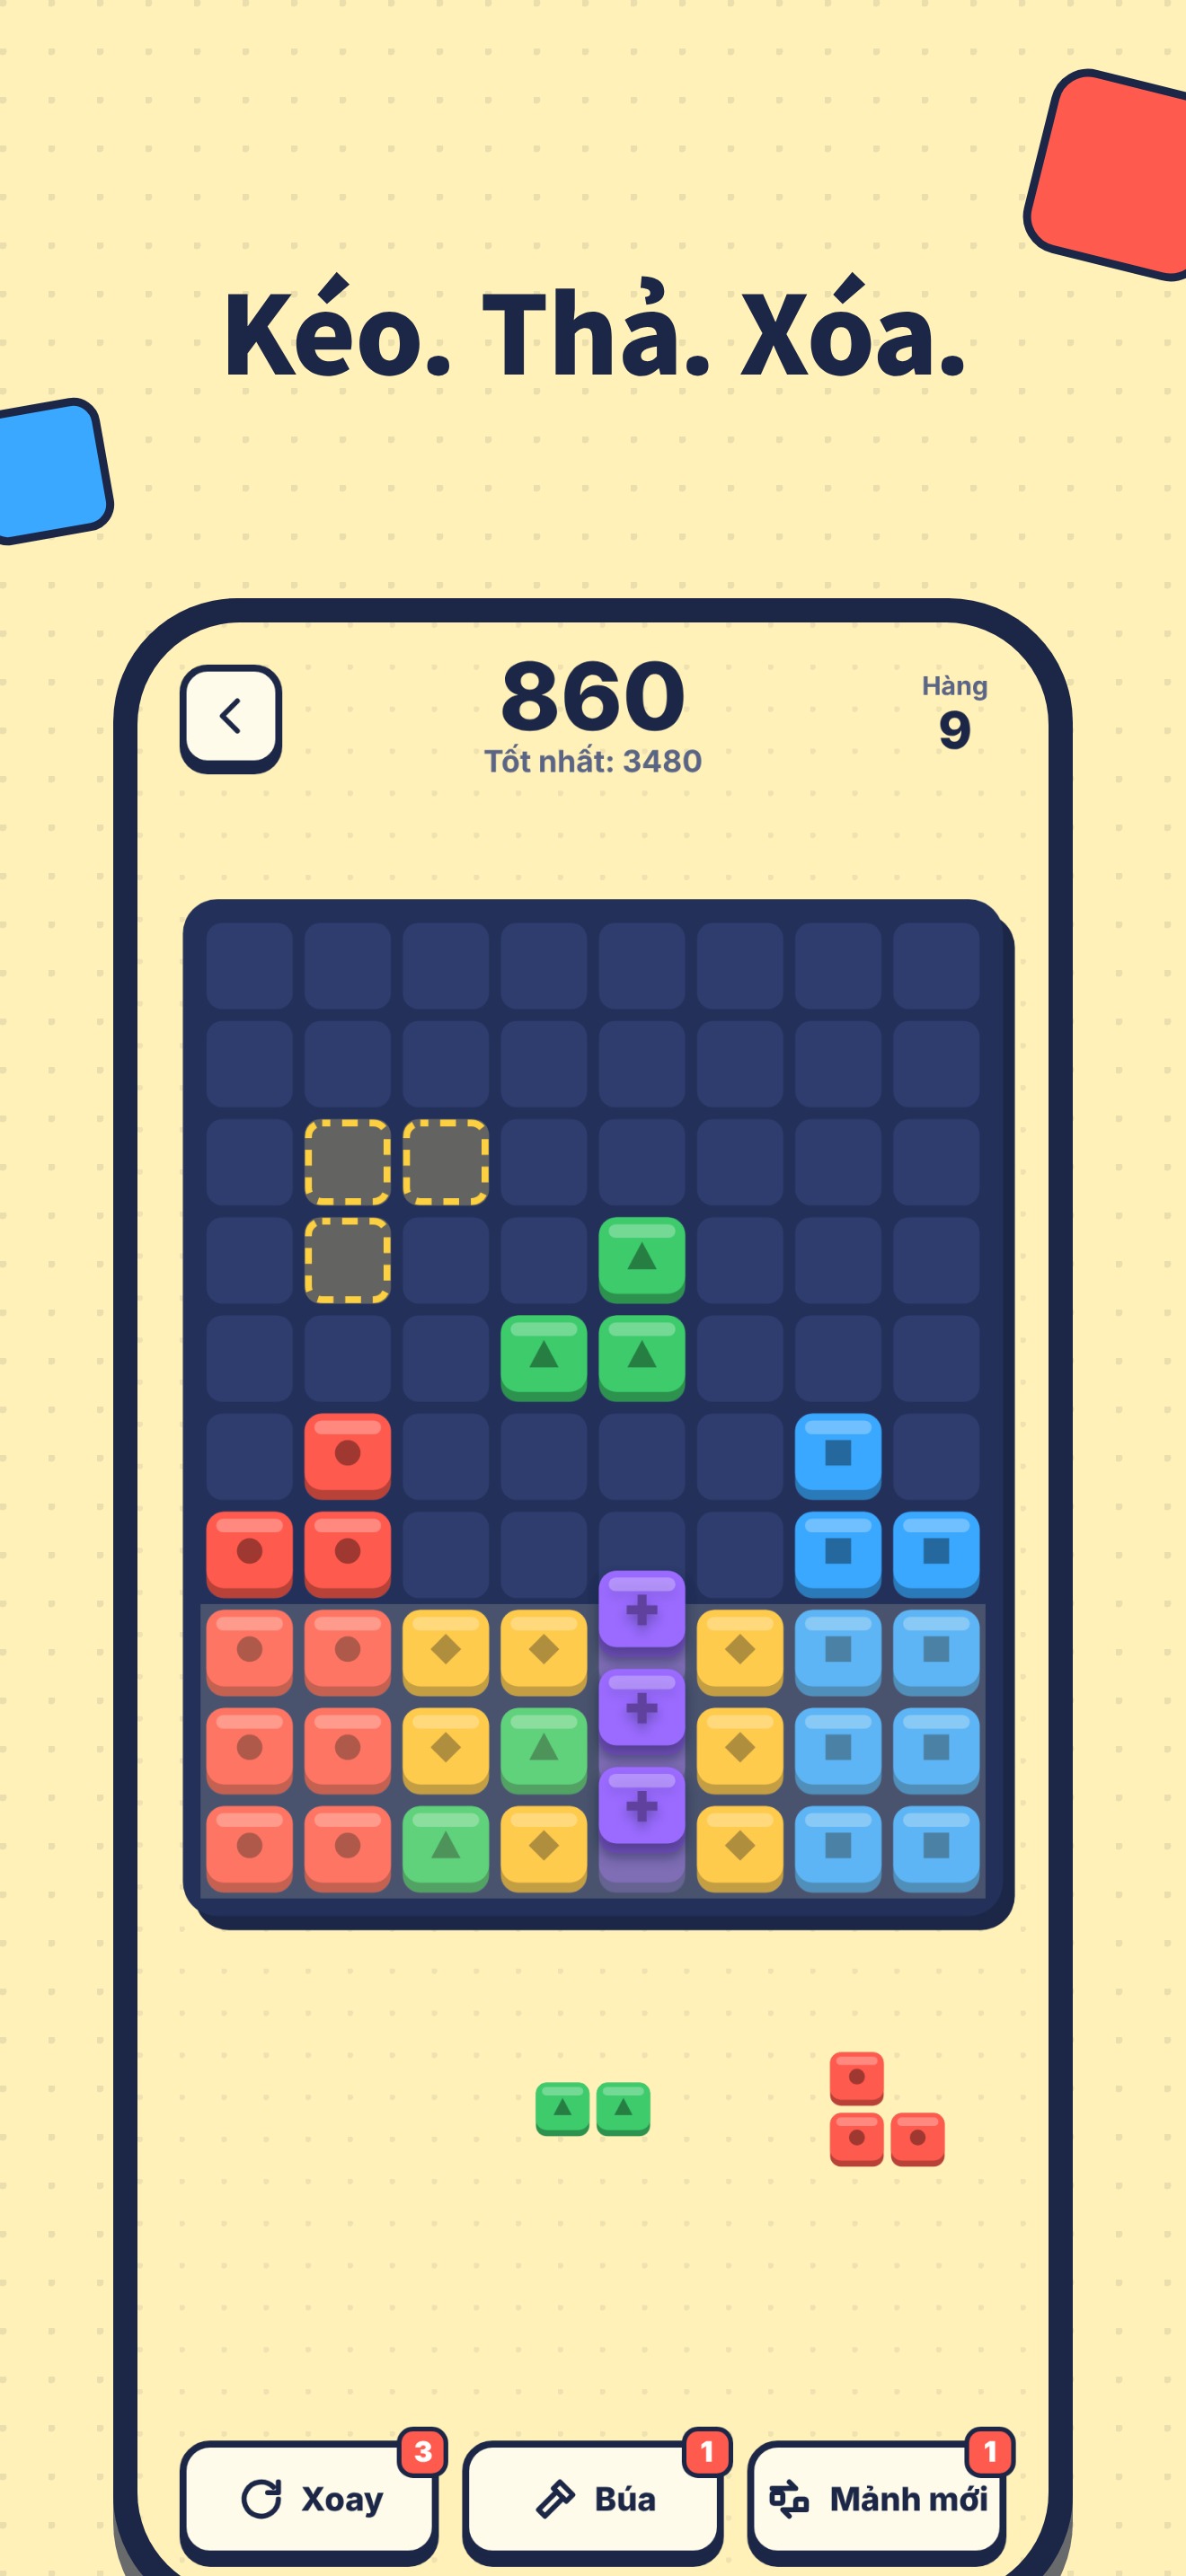 Kéo. Thả. Xóa.
860
Tốt nhất: 3480
Hàng
9
3
Xoay
1
Búa
1
Mảnh mới